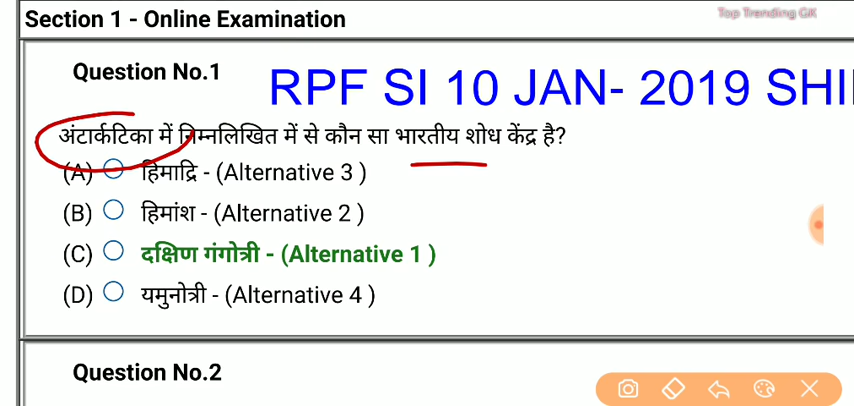 Section 1 - Online Examination
Top Trending GK
Question No.1
RPF SI 10 JAN- 2019 SHI
अंटार्कटिका में निम्नलिखित में से कौन सा भारतीय शोध केंद्र है?
(A) हिमाद्रि - (Alternative 3 )
(B) हिमांश - (Alternative 2 )
(C) दक्षिण गंगोत्री - (Alternative 1 )
(D) यमुनोत्री - (Alternative 4 )
Question No.2